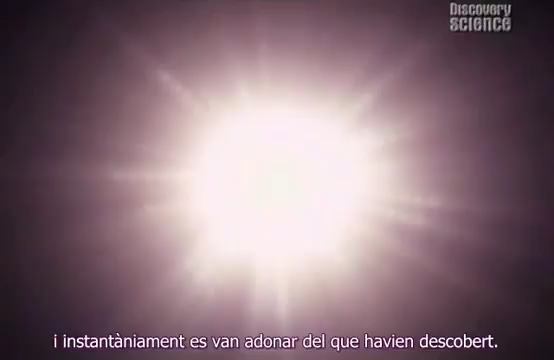 Discovery
SCIENCE
i instantàniament es van adonar del que havien descobert.